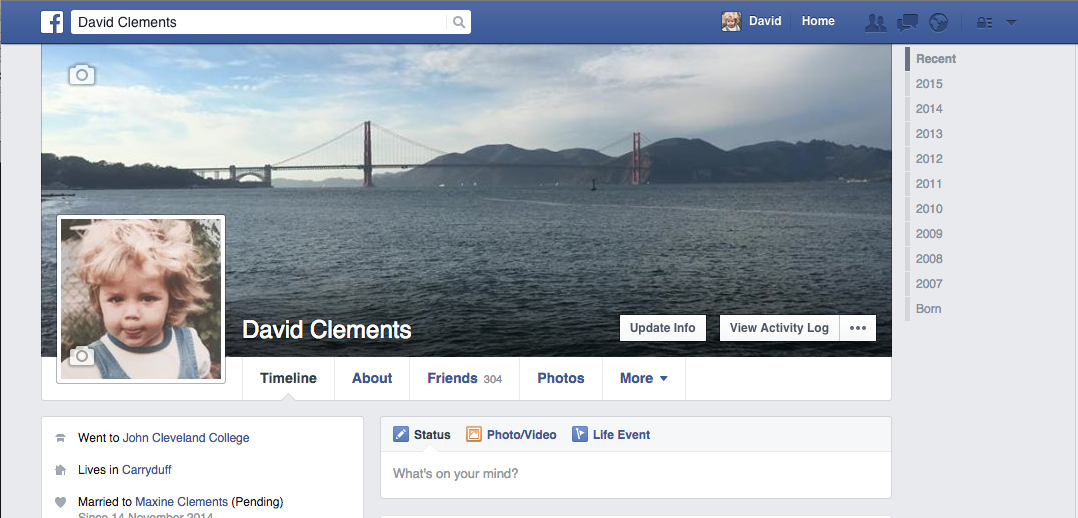 David Clements
David Home
Recent
2015
2014
2013
2012
2011
2010
2009
2008
2007
Born
David Clements
Update Info
View Activity Log
Timeline About Friends 304 Photos More
Went to John Cleveland College
Lives in Carryduff
Married to Maxine Clements (Pending)
Since 14 November 2014
Status Photo/Video Life Event
What's on your mind?